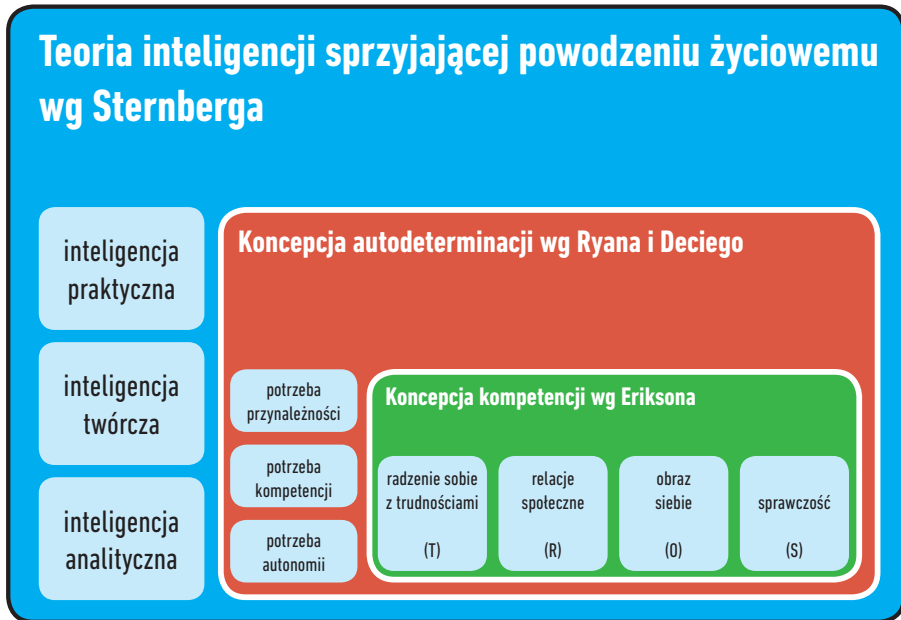 Teoria inteligencji sprzyjającej powodzeniu życiowemu
wg Sternberga
inteligencja
praktyczna
inteligencja
twórcza
inteligencja
analityczna
Koncepcja autodeterminacji wg Ryana i Deciego
potrzeba
przynależności
potrzeba
kompetencji
potrzeba
autonomii
Koncepcja kompetencji wg Eriksona
radzenie sobie
z trudnościami
(T)
relacje
społeczne
(R)
obraz
siebie
(O)
sprawczość
(S)